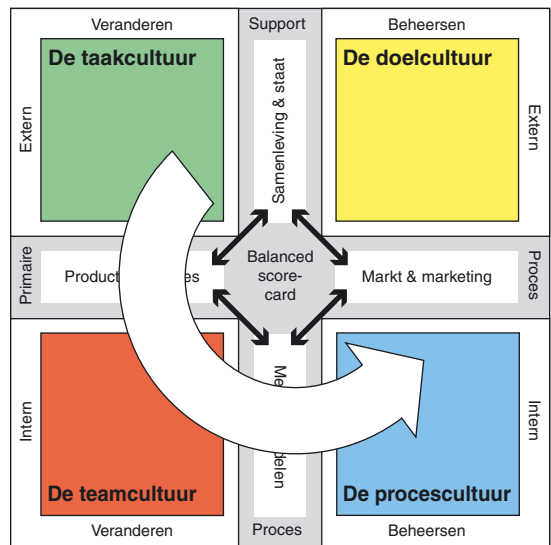 Veranderen
Support
Beheersen
De taakcultuur
De doelcultuur
Extern
Samenleving & staat
Extern
Primaire
Product
es
Balanced
score-
card
Markt & marketing
Proces
Intern
Me
delen
Intern
De teamcultuur
De procescultuur
Veranderen
Proces
Beheersen